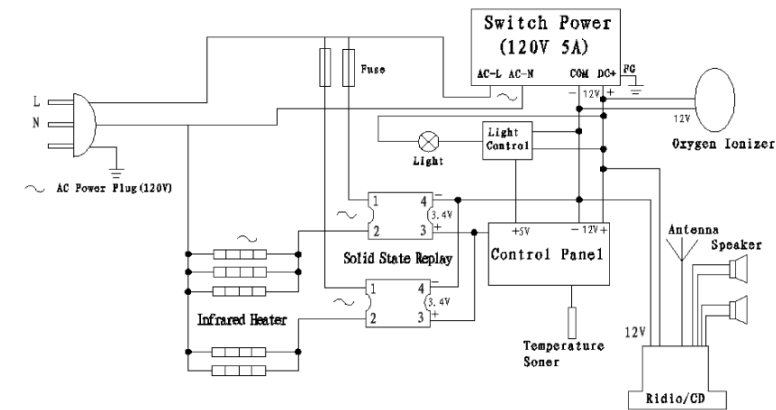 Switch Power
(120V 5A)
AC-L AC-N COM DC+ FG
- 12V +
L
N
Fuse
12V
Oxygen Ionizer
Light
Control
Light
AC Power Plug(120V)
1 4 -
3.4V
2 3 +
+5V - 12V +
Control Panel
Solid State Replay
1 4 -
3.4V
2 3 +
Infrared Heater
Antenna
Speaker
12V
Temperature
Soner
Ridio/CD